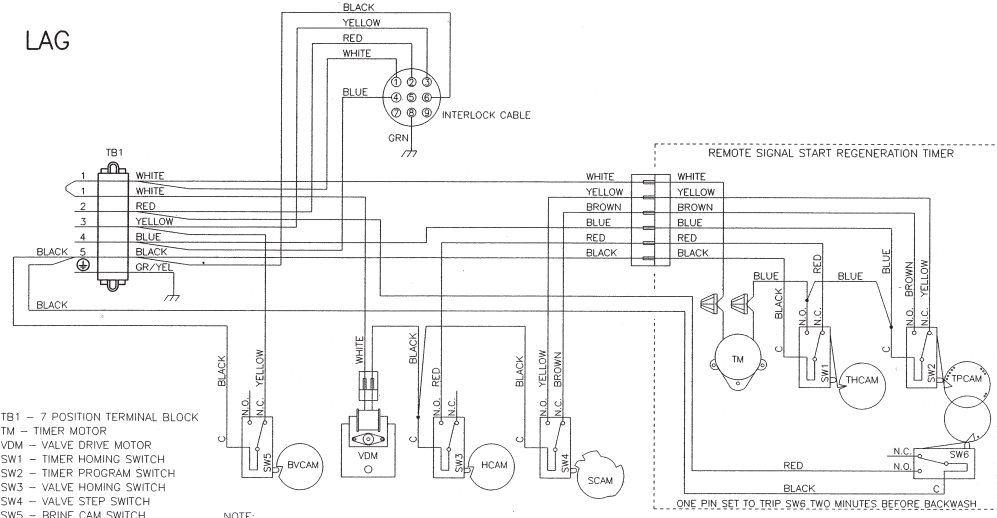 LAG
BLACK
YELLOW
RED
WHITE
BLUE
1 2 3
4 5 6
7 8 9
INTERLOCK CABLE
GRN
TB1
1 WHITE
1 WHITE
2 RED
3 YELLOW
4 BLUE
BLACK 5 BLACK
GR/YEL
BLACK
REMOTE SIGNAL START REGENERATION TIMER
WHITE WHITE
YELLOW YELLOW
BROWN BROWN
BLUE BLUE
RED RED
BLACK BLACK
BLUE
BLACK
RED
BLUE
BLUE
BROWN
YELLOW
N.O.
N.C.
N.O.
N.C.
C
C
TM
SW1
THCAM
SW2
TPCAM
N.C.
SW6
N.O.
RED
BLACK C
ONE PIN SET TO TRIP SW6 TWO MINUTES BEFORE BACKWASH
BLACK
YELLOW
N.O.
N.C.
C
SW5
BVCAM
WHITE
VDM
BLACK
RED
N.O.
N.C.
C
SW3
HCAM
BLACK
YELLOW
BROWN
N.O.
N.C.
C
SW4
SCAM
TB1 – 7 POSITION TERMINAL BLOCK
TM – TIMER MOTOR
VDM – VALVE DRIVE MOTOR
SW1 – TIMER HOMING SWITCH
SW2 – TIMER PROGRAM SWITCH
SW3 – VALVE HOMING SWITCH
SW4 – VALVE STEP SWITCH
SW5 – BRINE CAM SWITCH
NOTE: